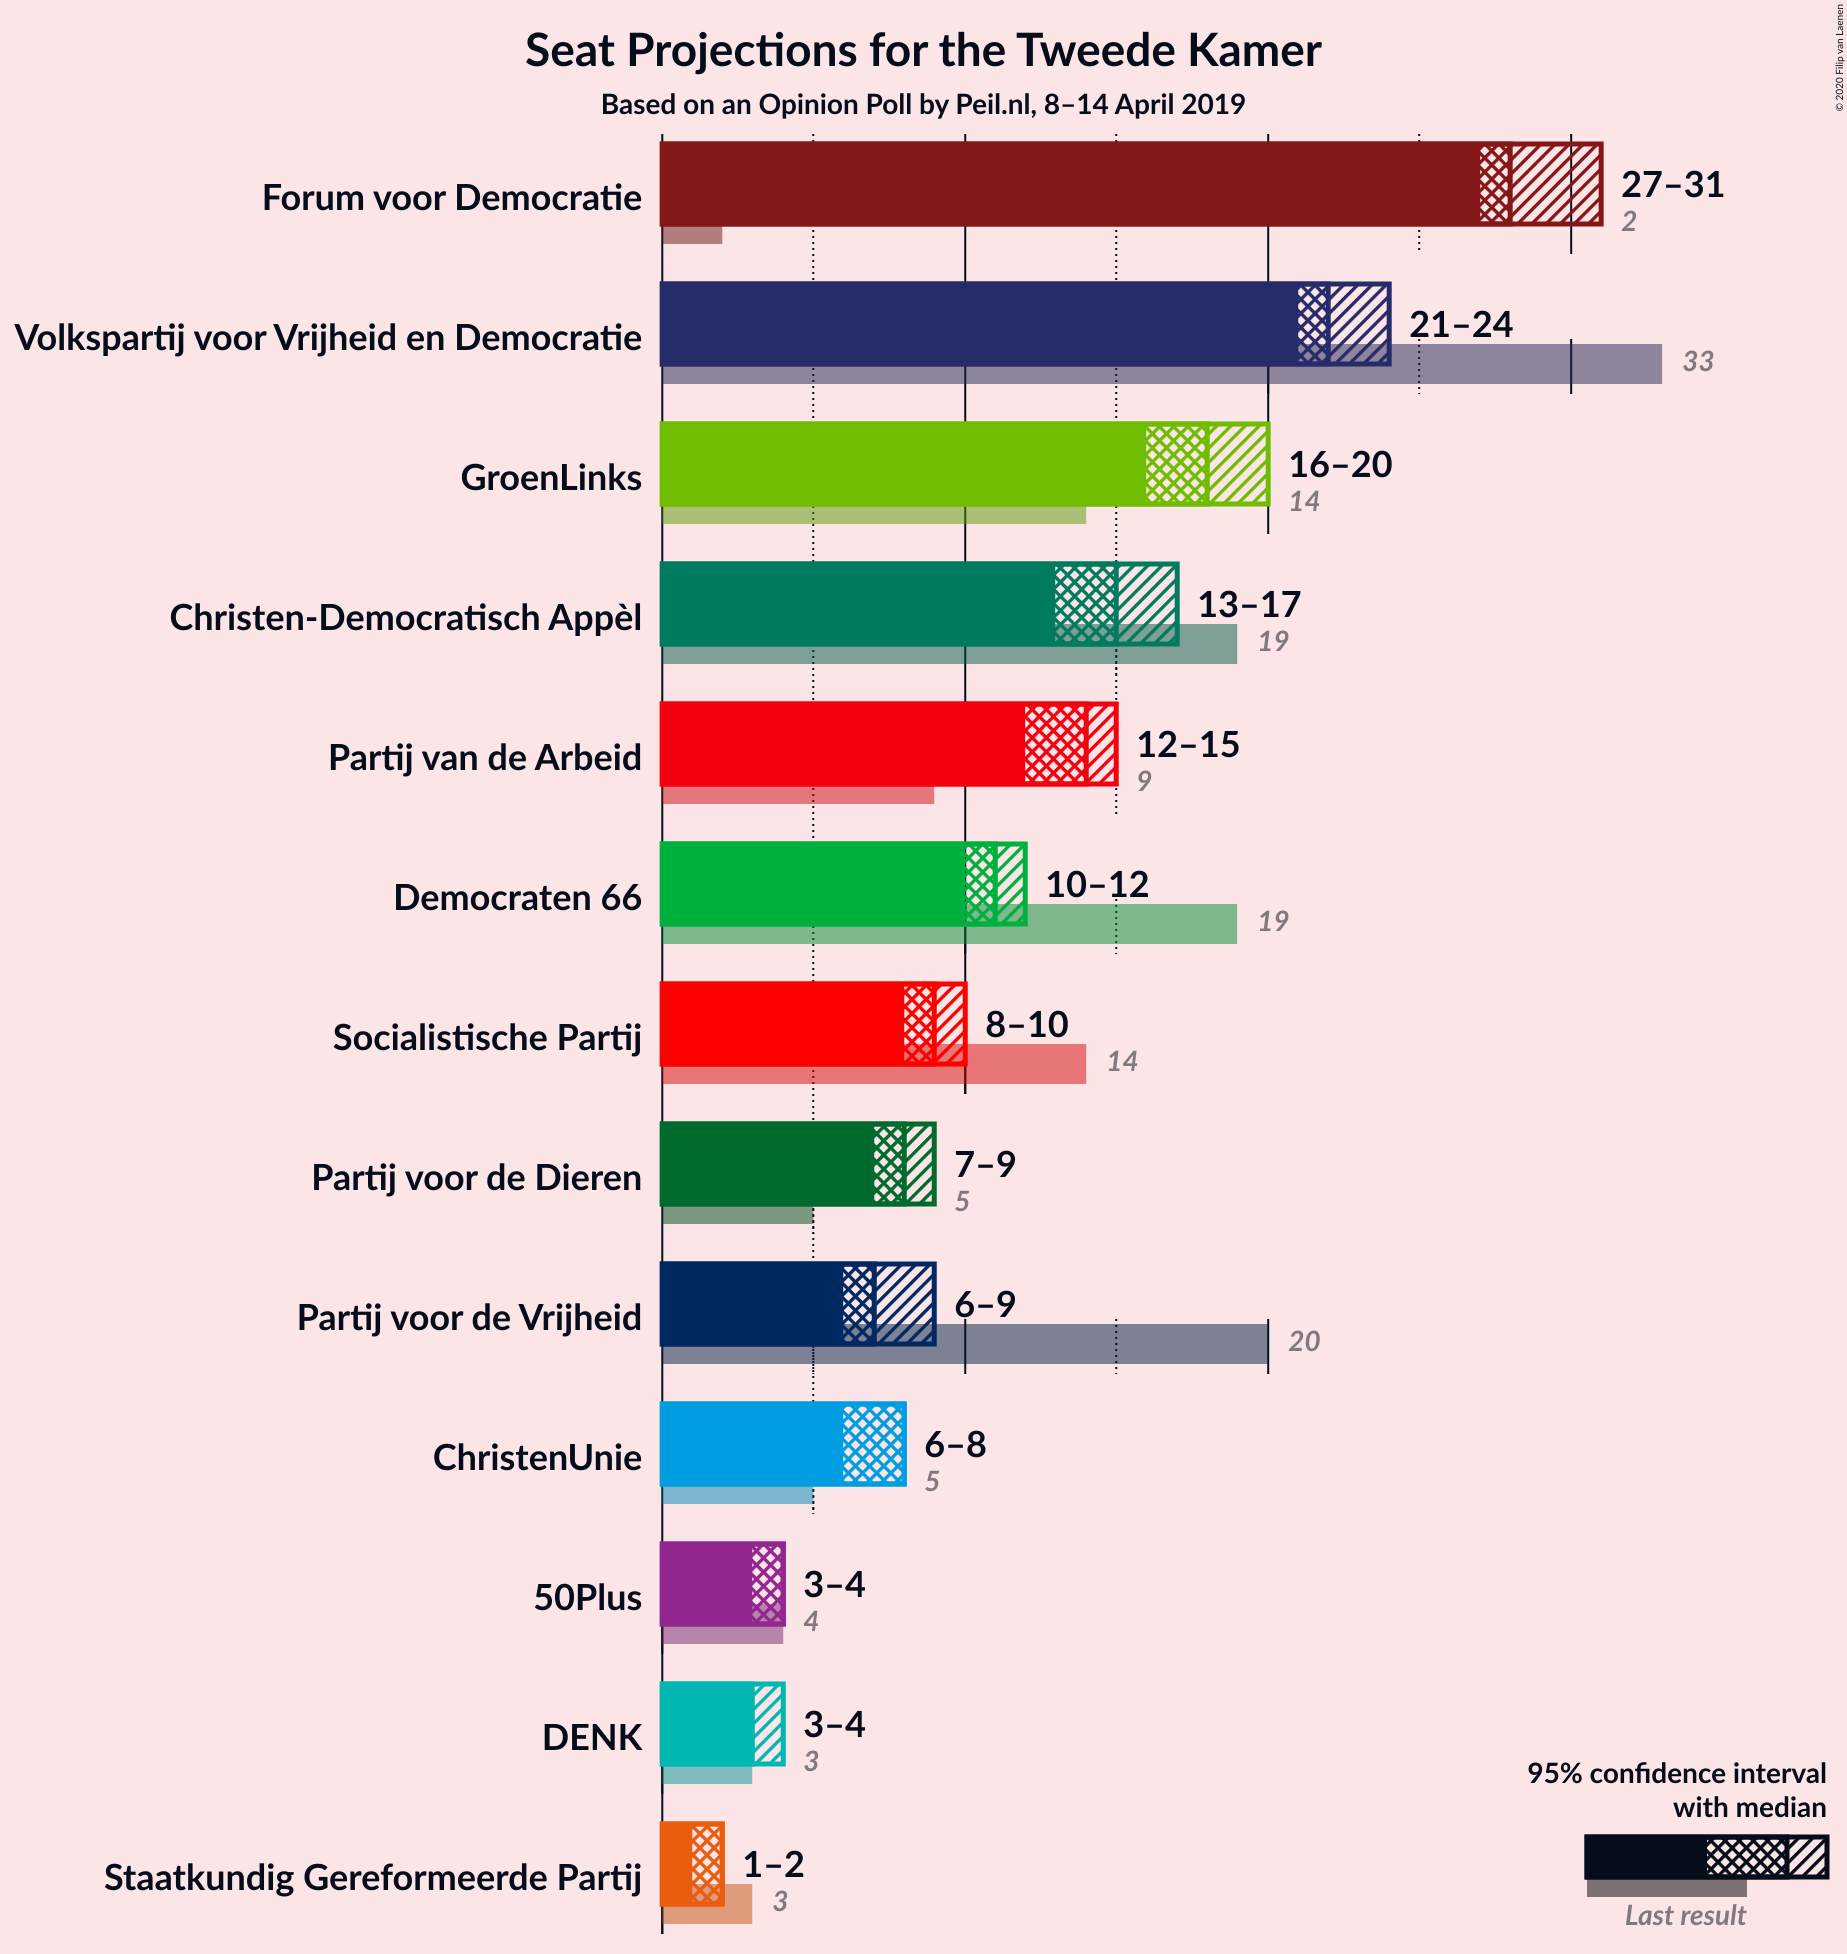 Seat Projections for the Tweede Kamer
Based on an Opinion Poll by Peil.nl, 8–14 April 2019
© 2020 Filip van Laenen
Forum voor Democratie
27–31
2
Volkspartij voor Vrijheid en Democratie
21–24
33
GroenLinks
16–20
14
Christen-Democratisch Appèl
13–17
19
Partij van de Arbeid
12–15
9
Democraten 66
10–12
19
Socialistische Partij
8–10
14
Partij voor de Dieren
7–9
5
Partij voor de Vrijheid
6–9
20
ChristenUnie
6–8
5
50Plus
3–4
4
DENK
3–4
3
Staatkundig Gereformeerde Partij
1–2
3
95% confidence interval
with median
Last result